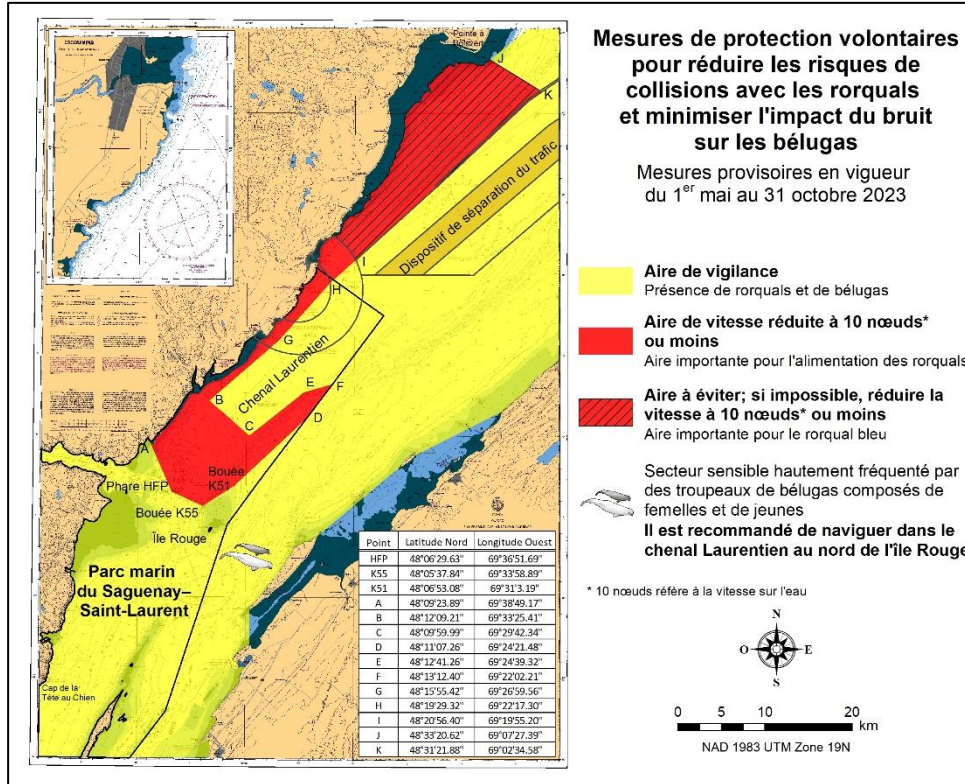 Mesures de protection volontaires
pour réduire les risques de
collisions avec les rorquals
et minimiser l'impact du bruit
sur les bélugas
Mesures provisoires en vigueur
du 1er mai au 31 octobre 2023
Aire de vigilance
Présence de rorquals et de bélugas
Aire de vitesse réduite à 10 nœuds*
ou moins
Aire importante pour l'alimentation des rorquals
Aire à éviter; si impossible, réduire la
vitesse à 10 nœuds* ou moins
Aire importante pour le rorqual bleu
Secteur sensible hautement fréquenté par
des troupeaux de bélugas composés de
femelles et de jeunes
Il est recommandé de naviguer dans le
chenal Laurentien au nord de l'île Rouge
* 10 nœuds réfère à la vitesse sur l'eau
N
O
E
S
0 5 10 20
km
NAD 1983 UTM Zone 19N
Pointe à
Boisvert
J
K
Dispositif de séparation du trafic
I
H
G
Chenal Laurentien
E
F
B
D
C
A
Bouée
K51
Phare HFP
Bouée K55
Île Rouge
Parc marin
du Saguenay–
Saint-Laurent
Cap de la
Tête au Chien
Point Latitude Nord Longitude Ouest
HFP 48°06'29.63" 69°36'51.69"
K55 48°05'37.84" 69°33'58.89"
K51 48°06'53.08" 69°31'3.19"
A 48°09'23.89" 69°38'49.17"
B 48°12'09.21" 69°33'25.41"
C 48°09'59.99" 69°29'42.34"
D 48°11'07.26" 69°24'21.48"
E 48°12'41.26" 69°24'39.32"
F 48°13'12.40" 69°22'02.21"
G 48°15'55.42" 69°26'59.56"
H 48°19'29.32" 69°22'17.30"
I 48°20'56.40" 69°19'55.20"
J 48°33'20.62" 69°07'27.39"
K 48°31'21.88" 69°02'34.58"